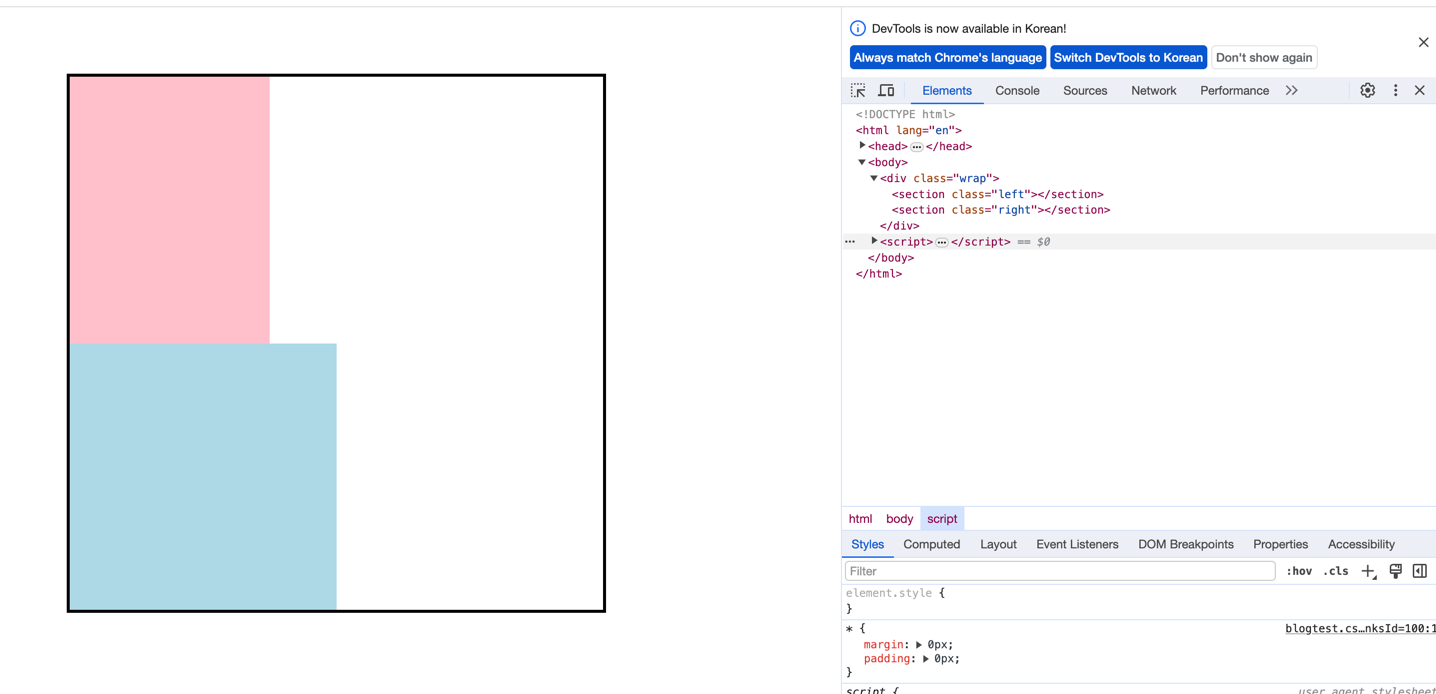 DevTools is now available in Korean!
Always match Chrome's language Switch DevTools to Korean Don't show again
Elements Console Sources Network Performance
<!DOCTYPE html>
<html lang="en">
<head>…</head>
<body>
<div class="wrap">
<section class="left"></section>
<section class="right"></section>
</div>
… <script>…</script> == $0
</body>
</html>
html body script
Styles Computed Layout Event Listeners DOM Breakpoints Properties Accessibility
Filter :hov .cls
element.style {
}
* { blogtest.cs…nksId=100:1
margin: 0px;
padding: 0px;
}
script { user agent stylesheet